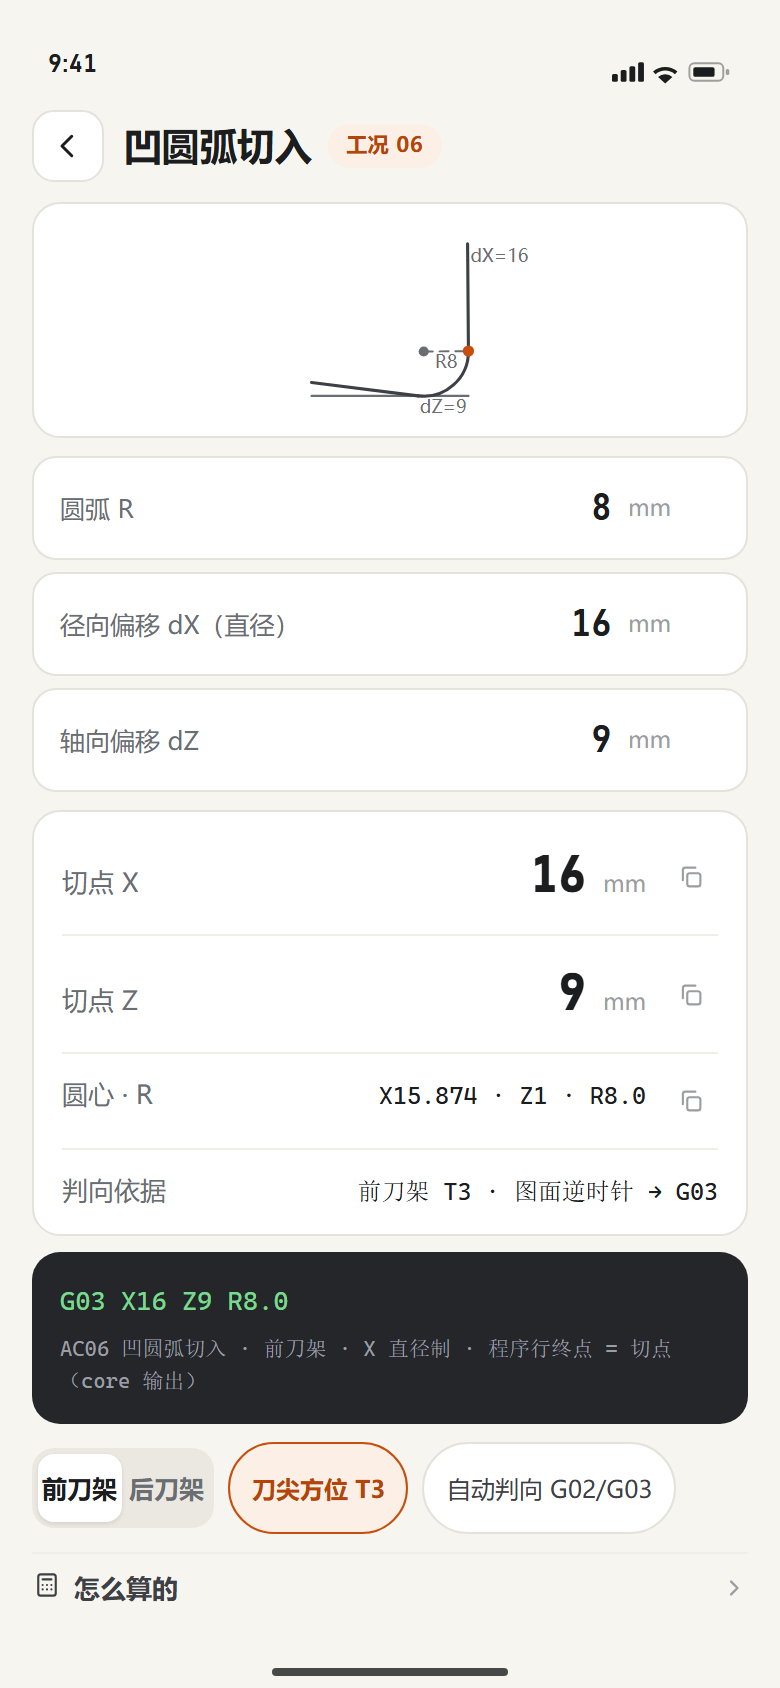 9:41
凹圆弧切入 工况 06
dX=16
R8
dZ=9
圆弧 R 8 mm
径向偏移 dX（直径） 16 mm
轴向偏移 dZ 9 mm
切点 X 16 mm
切点 Z 9 mm
圆心 · R X15.874 · Z1 · R8.0
判向依据 前刀架 T3 · 图面逆时针 → G03
G03 X16 Z9 R8.0
AC06 凹圆弧切入 · 前刀架 · X 直径制 · 程序行终点 = 切点
（core 输出）
前刀架 后刀架 刀尖方位 T3 自动判向 G02/G03
怎么算的